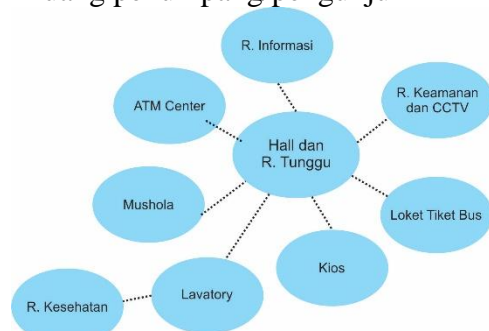 R. Informasi
ATM Center
R. Keamanan
dan CCTV
Hall dan
R. Tunggu
Mushola
Loket Tiket Bus
Kios
Lavatory
R. Kesehatan